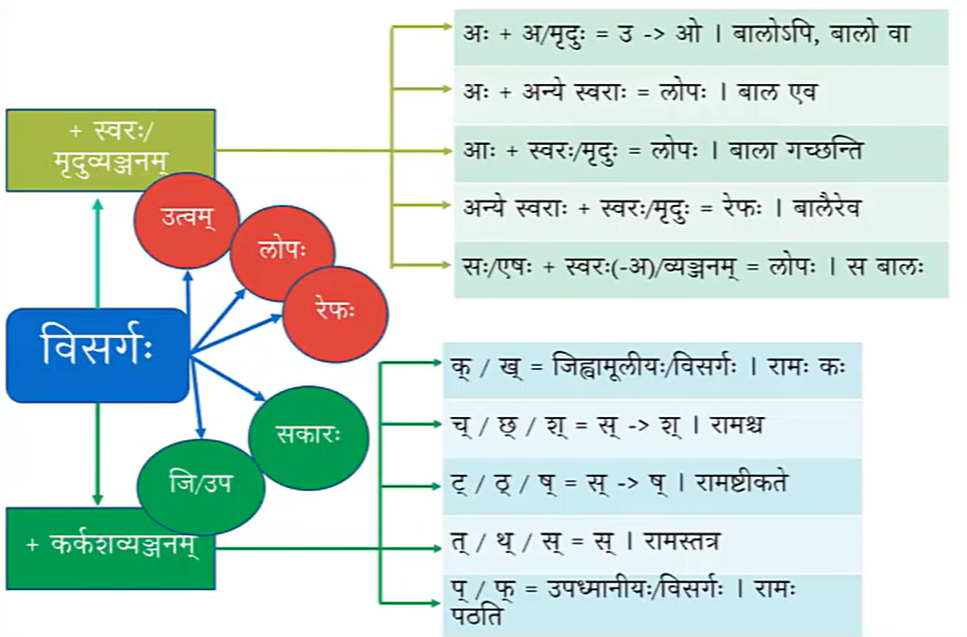 अः + अ/मृदुः = उ -> ओ । बालोऽपि, बालो वा
अः + अन्ये स्वराः = लोपः । बाल एव
+ स्वरः/
मृदुव्यञ्जनम्
आः + स्वरः/मृदुः = लोपः । बाला गच्छन्ति
अन्ये स्वराः + स्वरः/मृदुः = रेफः । बालैरेव
सः/एषः + स्वरः(-अ)/व्यञ्जनम् = लोपः । स बालः
उत्वम्
लोपः
रेफः
विसर्गः
सकारः
जि/उप
+ कर्कशव्यञ्जनम्
क् / ख् = जिह्वामूलीयः/विसर्गः । रामः कः
च् / छ् / श् = स् -> श् । रामश्च
ट् / ठ् / ष् = स् -> ष् । रामष्टीकते
त् / थ् / स् = स् । रामस्तत्र
प् / फ् = उपध्मानीयः/विसर्गः । रामः
पठति